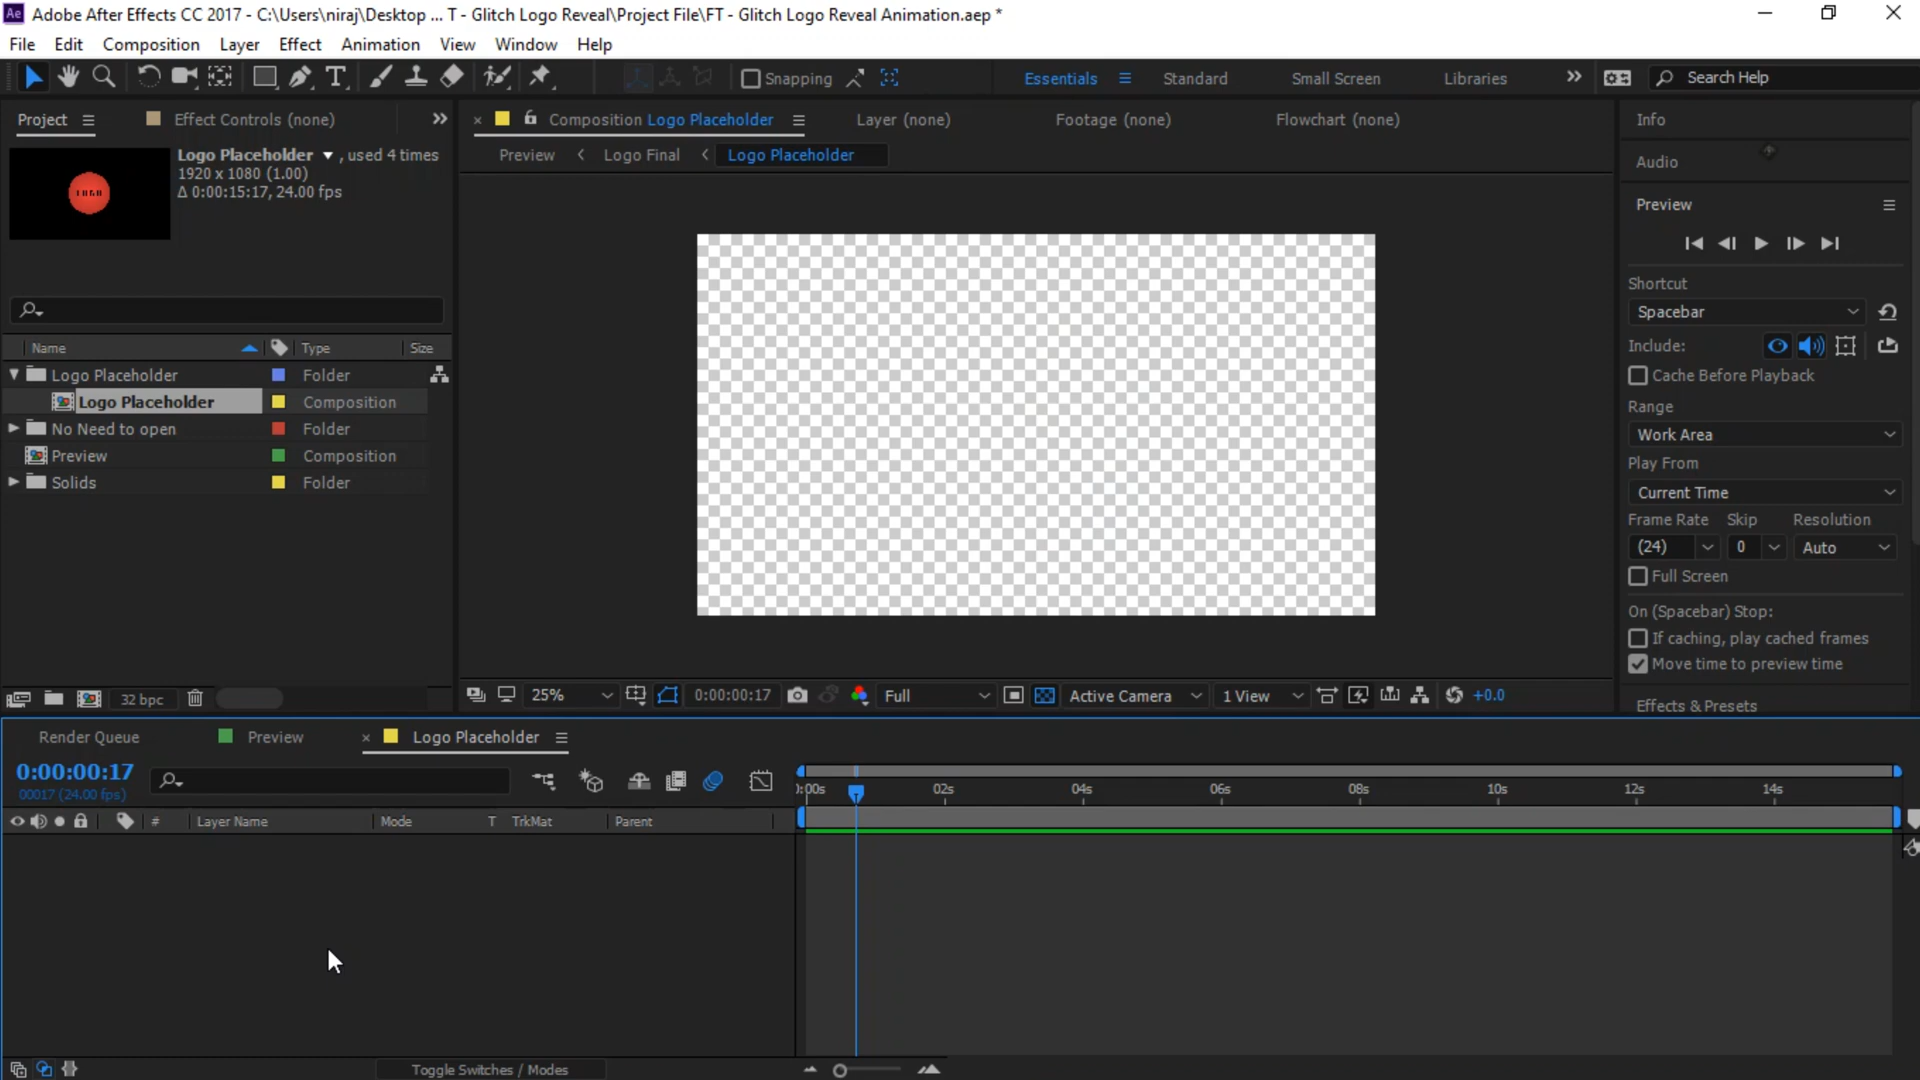 Ae Adobe After Effects CC 2017 - C:\Users\niraj\Desktop ... T - Glitch Logo Reveal\Project File\FT - Glitch Logo Reveal Animation.aep *
File Edit Composition Layer Effect Animation View Window Help
Snapping Essentials Standard Small Screen Libraries Search Help
Project Effect Controls (none)
Logo Placeholder , used 4 times
1920 x 1080 (1.00)
Δ 0:00:15:17, 24.00 fps
LOGO
Name Type Size
Logo Placeholder Folder
Logo Placeholder Composition
No Need to open Folder
Preview Composition
Solids Folder
32 bpc
Composition Logo Placeholder Layer (none) Footage (none) Flowchart (none)
Preview Logo Final Logo Placeholder
25% 0:00:00:17 Full Active Camera 1 View +0.0
Info
Audio
Preview
Shortcut
Spacebar
Include:
Cache Before Playback
Range
Work Area
Play From
Current Time
Frame Rate Skip Resolution
(24) 0 Auto
Full Screen
On (Spacebar) Stop:
If caching, play cached frames
Move time to preview time
Effects & Presets
Render Queue Preview Logo Placeholder
0:00:00:17
00017 (24.00 fps)
):00s 02s 04s 06s 08s 10s 12s 14s
# Layer Name Mode T TrkMat Parent
Toggle Switches / Modes